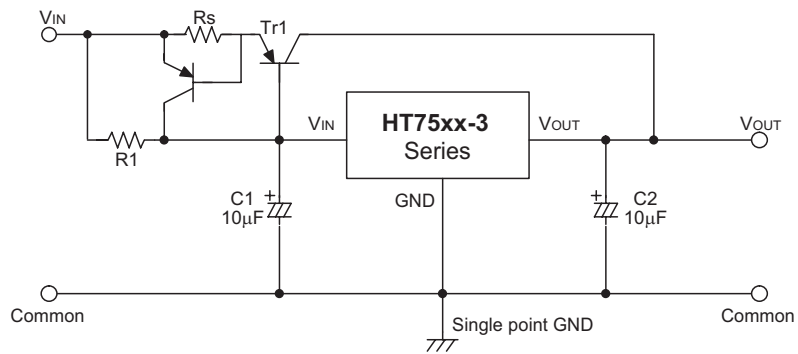 VIN
Rs
Tr1
R1
VIN
HT75xx-3
Series
VOUT
VOUT
GND
C1
10μF
+
C2
10μF
+
Common
Single point GND
Common